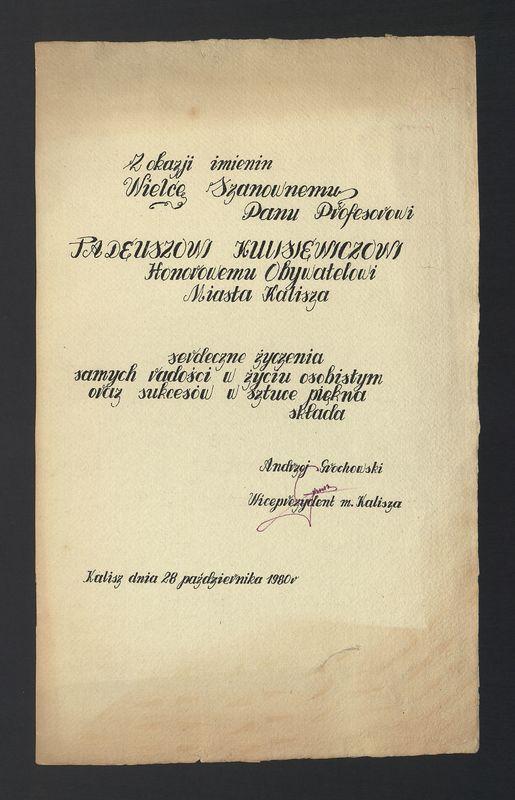 Z okazji imienin
Wielce Szanownemu
Panu Profesorowi
TADEUSZOWI KULISIEWICZOWI
Honorowemu Obywatelowi
Miasta Kalisza
serdeczne życzenia
samych radości w życiu osobistym
oraz sukcesów w sztuce piękna
składa
Andrzej Grochowski
Wiceprezydent m. Kalisza
Kalisz dnia 28 października 1980r